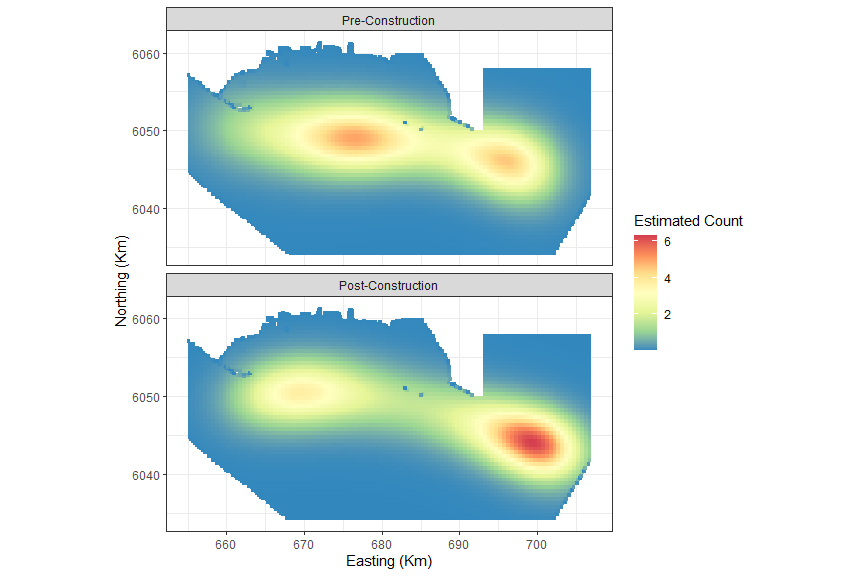 Pre-Construction
6060
6050
6040
Post-Construction
6060
6050
6040
Northing (Km)
660 670 680 690 700
Easting (Km)
Estimated Count
6
4
2